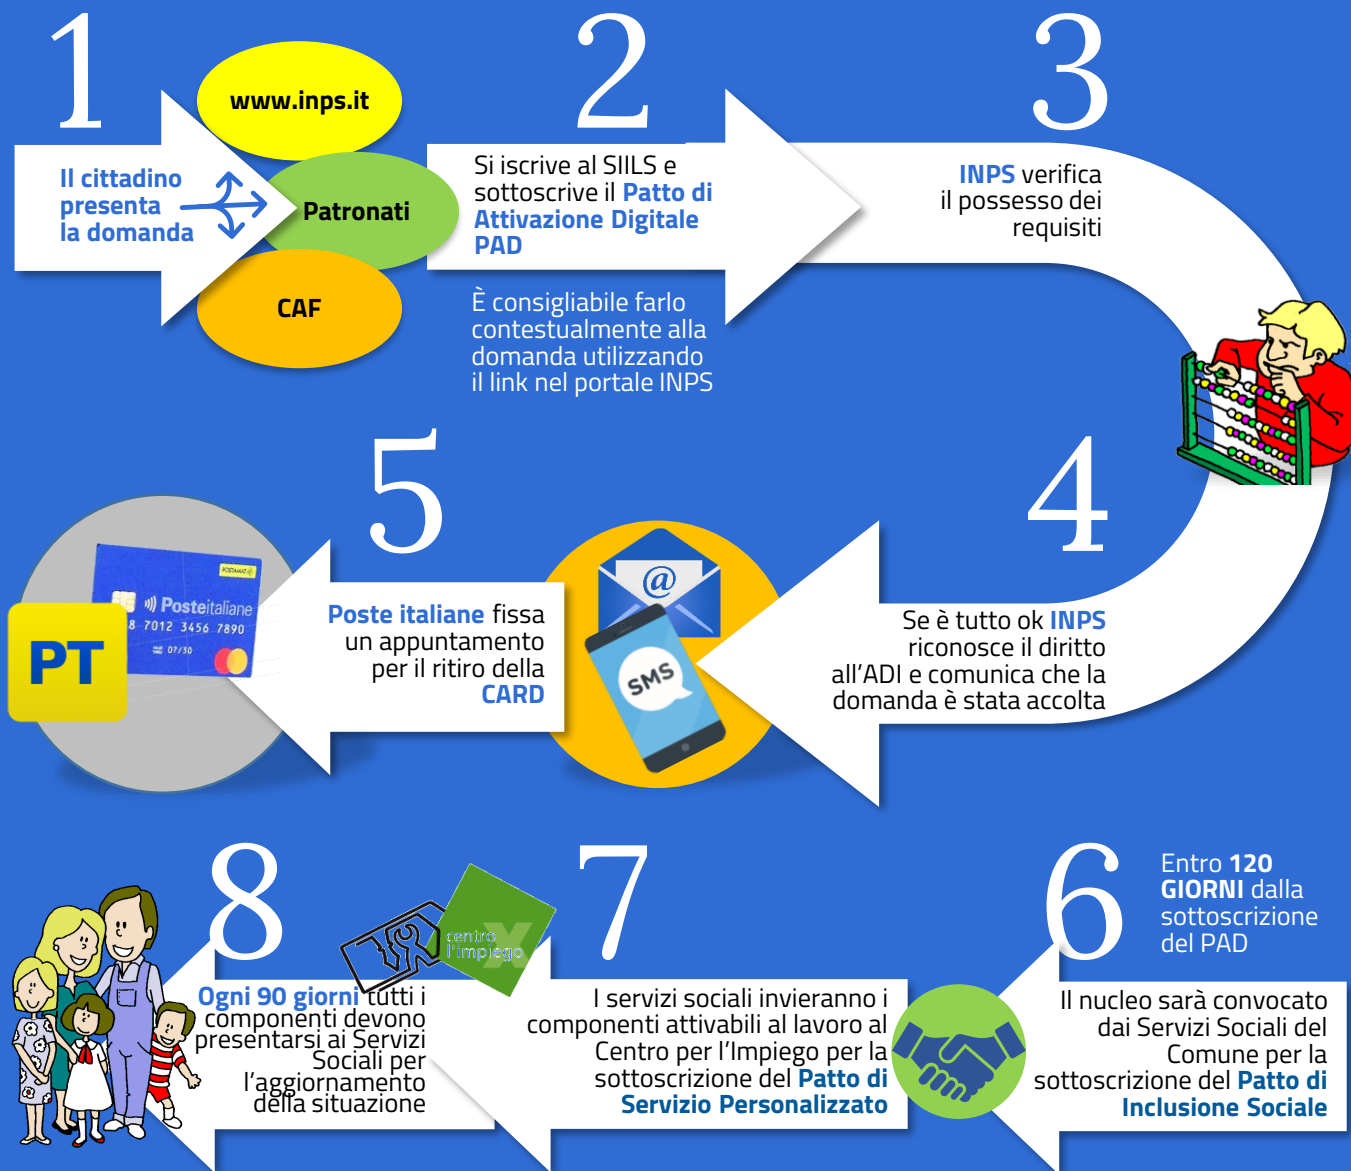 1
Il cittadino
presenta
la domanda
www.inps.it
Patronati
CAF
2
Si iscrive al SIILS e
sottoscrive il Patto di
Attivazione Digitale
PAD
È consigliabile farlo
contestualmente alla
domanda utilizzando
il link nel portale INPS
3
INPS verifica
il possesso dei
requisiti
4
Se è tutto ok INPS
riconosce il diritto
all'ADI e comunica che la
domanda è stata accolta
@
SMS
5
Poste italiane fissa
un appuntamento
per il ritiro della
CARD
POSTAMAT
Posteitaliane
8 7012 3456 7890
07/30
PT
6
Entro 120
GIORNI dalla
sottoscrizione
del PAD
Il nucleo sarà convocato
dai Servizi Sociali del
Comune per la
sottoscrizione del Patto di
Inclusione Sociale
7
I servizi sociali invieranno i
componenti attivabili al lavoro al
Centro per l'Impiego per la
sottoscrizione del Patto di
Servizio Personalizzato
centro
x
l'impiego
8
Ogni 90 giorni tutti i
componenti devono
presentarsi ai Servizi
Sociali per
l'aggiornamento
della situazione